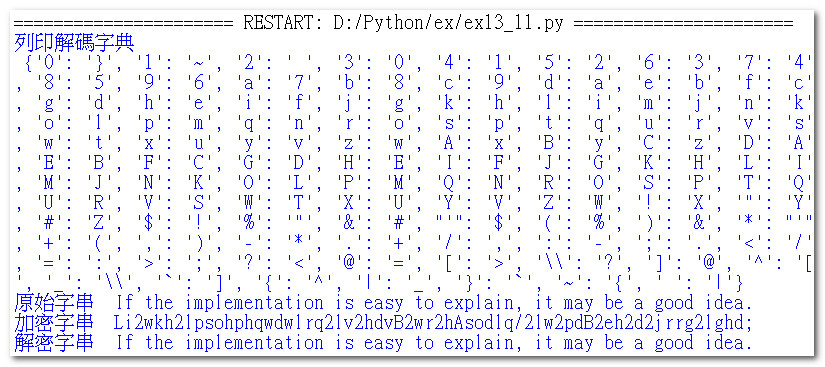 ====================== RESTART: D:/Python/ex/ex13_11.py ======================
列印解碼字典
{'0': '}', '1': '~', '2': ' ', '3': '0', '4': '1', '5': '2', '6': '3', '7': '4
, '8': '5', '9': '6', 'a': '7', 'b': '8', 'c': '9', 'd': 'a', 'e': 'b', 'f': 'c
, 'g': 'd', 'h': 'e', 'i': 'f', 'j': 'g', 'k': 'h', 'l': 'i', 'm': 'j', 'n': 'k
, 'o': 'l', 'p': 'm', 'q': 'n', 'r': 'o', 's': 'p', 't': 'q', 'u': 'r', 'v': 's
, 'w': 't', 'x': 'u', 'y': 'v', 'z': 'w', 'A': 'x', 'B': 'y', 'C': 'z', 'D': 'A
, 'E': 'B', 'F': 'C', 'G': 'D', 'H': 'E', 'I': 'F', 'J': 'G', 'K': 'H', 'L': 'I
, 'M': 'J', 'N': 'K', 'O': 'L', 'P': 'M', 'Q': 'N', 'R': 'O', 'S': 'P', 'T': 'Q
, 'U': 'R', 'V': 'S', 'W': 'T', 'X': 'U', 'Y': 'V', 'Z': 'W', '!': 'X', '"': 'Y
, '#': 'Z', '$': '!', '%': '"', '&': '#', "'": '$', '(': '%', ')': '&', '*': "'"
, '+': '(', ',': ')', '-': '*', '.': '+', '/': ',', ':': '-', ';': '.', '<': '/
, '=': ':', '>': ';', '?': '<', '@': '=', '[': '>', '\\': '?', ']': '@', '^': '[
, '_': '\\', '`': ']', '{': '^', '|': '_', '}': '`', '~': '{', ' ': '|'}
原始字串 If the implementation is easy to explain, it may be a good idea.
加密字串 Li2wkh2lpsohphqwdwlrq2lv2hdvB2wr2hAsodlq/2lw2pdB2eh2d2jrrg2lghd;
解密字串 If the implementation is easy to explain, it may be a good idea.